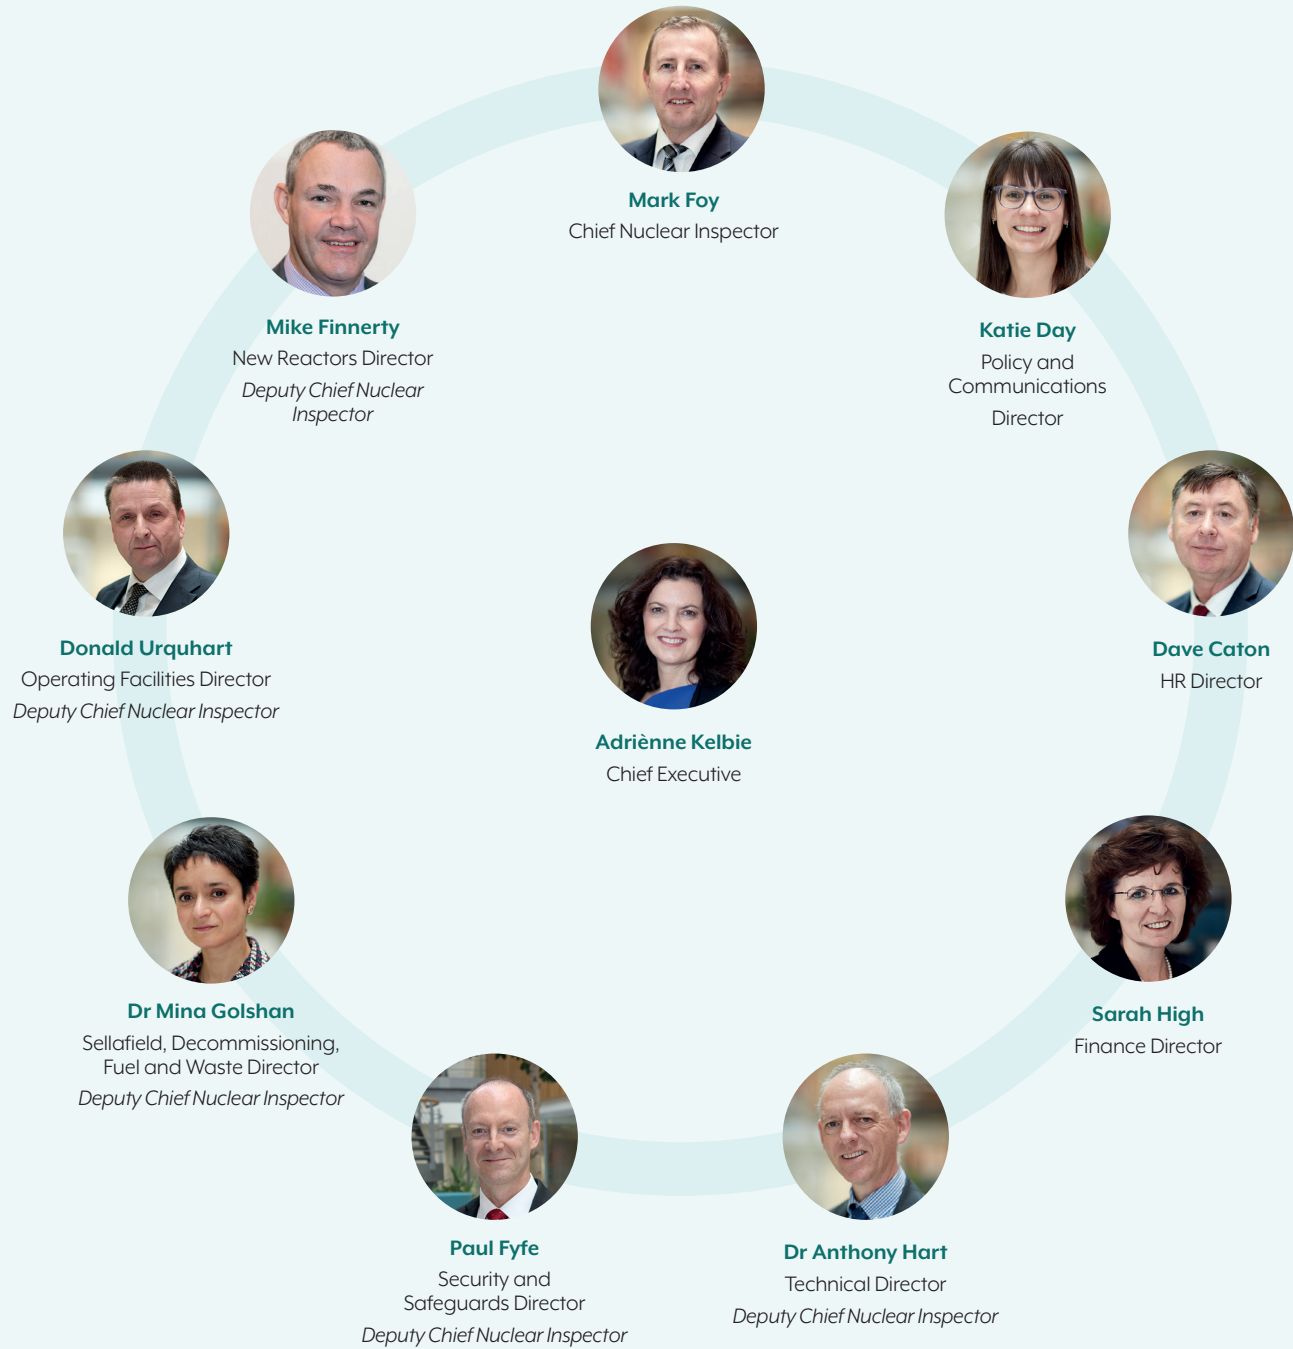 Mark Foy
Chief Nuclear Inspector
Mike Finnerty
New Reactors Director
Deputy Chief Nuclear
Inspector
Katie Day
Policy and
Communications
Director
Donald Urquhart
Operating Facilities Director
Deputy Chief Nuclear Inspector
Dave Caton
HR Director
Adriènne Kelbie
Chief Executive
Dr Mina Golshan
Sellafield, Decommissioning,
Fuel and Waste Director
Deputy Chief Nuclear Inspector
Sarah High
Finance Director
Paul Fyfe
Security and
Safeguards Director
Deputy Chief Nuclear Inspector
Dr Anthony Hart
Technical Director
Deputy Chief Nuclear Inspector